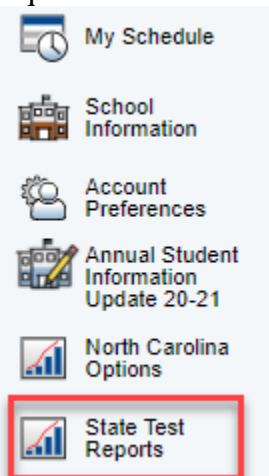 My Schedule
School
Information
Account
Preferences
Annual Student
Information
Update 20-21
North Carolina
Options
State Test
Reports